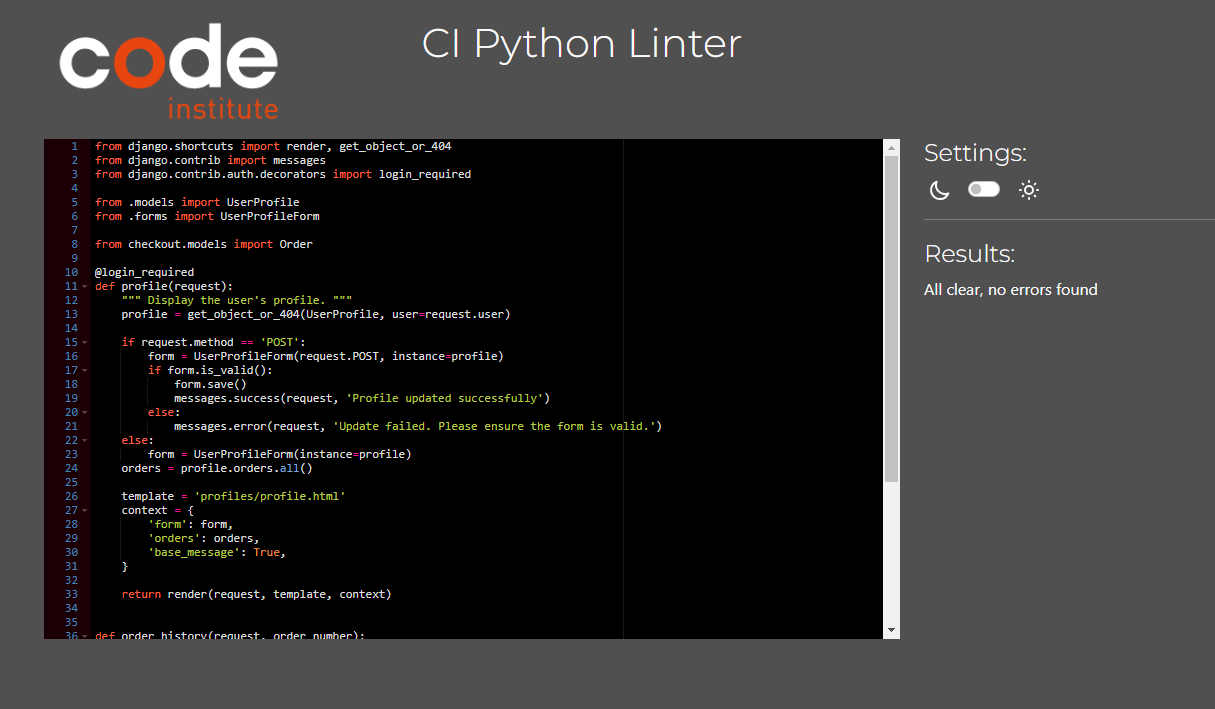 code
institute
CI Python Linter
1 from django.shortcuts import render, get_object_or_404
2 from django.contrib import messages
3 from django.contrib.auth.decorators import login_required
4
5 from .models import UserProfile
6 from .forms import UserProfileForm
7
8 from checkout.models import Order
9
10 @login_required
11 def profile(request):
12     """ Display the user's profile. """
13     profile = get_object_or_404(UserProfile, user=request.user)
14
15     if request.method == 'POST':
16         form = UserProfileForm(request.POST, instance=profile)
17         if form.is_valid():
18             form.save()
19             messages.success(request, 'Profile updated successfully')
20         else:
21             messages.error(request, 'Update failed. Please ensure the form is valid.')
22     else:
23         form = UserProfileForm(instance=profile)
24     orders = profile.orders.all()
25
26     template = 'profiles/profile.html'
27     context = {
28         'form': form,
29         'orders': orders,
30         'base_message': True,
31     }
32
33     return render(request, template, context)
34
35
36 def order_history(request, order_number):
Settings:
Results:
All clear, no errors found